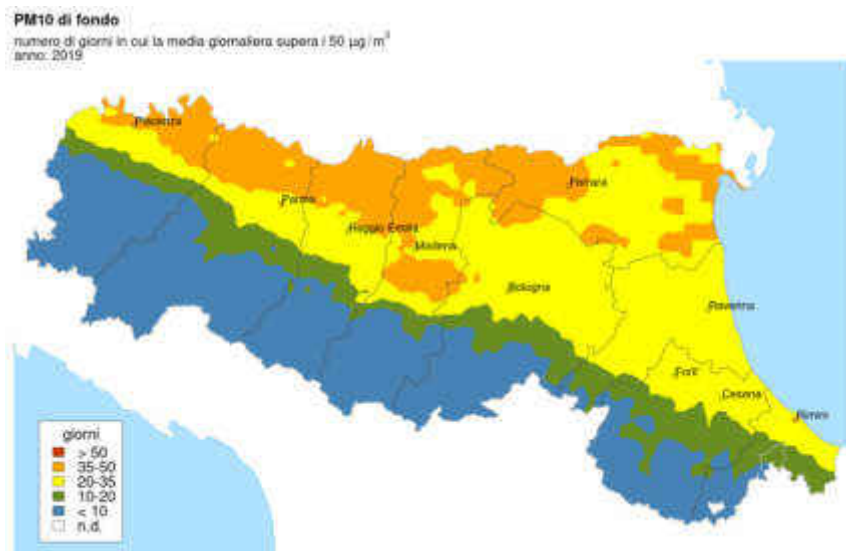 PM10 di fondo
numero di giorni in cui la media giornaliera supera i 50 µg/m³
anno: 2019
Piacenza
Parma
Reggio Emilia
Modena
Ferrara
Bologna
Ravenna
Forlì
Cesena
Rimini
giorni
> 50
35-50
20-35
10-20
< 10
n.d.